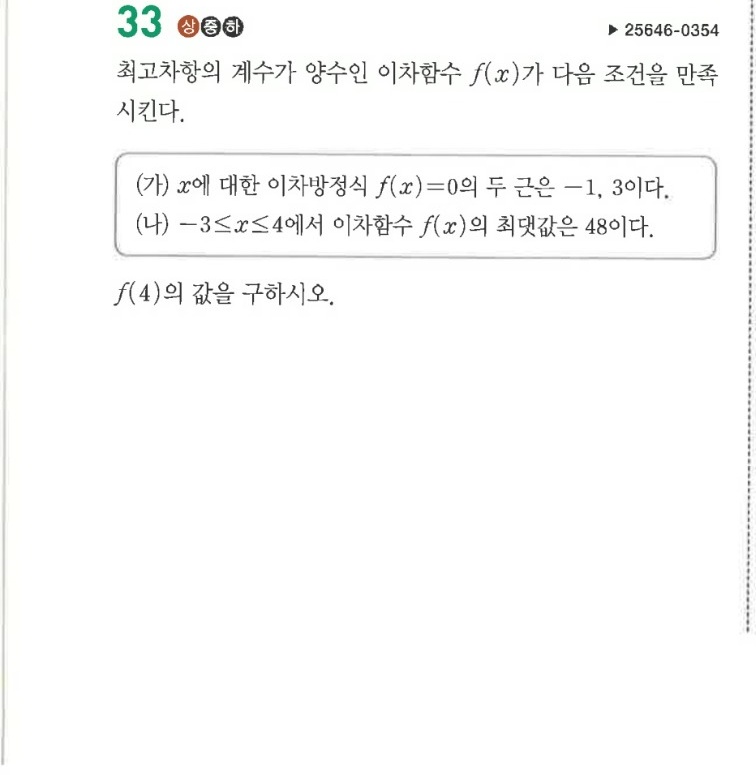 33 상중하 ▶ 25646-0354
최고차항의 계수가 양수인 이차함수 f(x)가 다음 조건을 만족
시킨다.
(가) x에 대한 이차방정식 f(x)=0의 두 근은 −1, 3이다.
(나) −3≤x≤4에서 이차함수 f(x)의 최댓값은 48이다.
f(4)의 값을 구하시오.